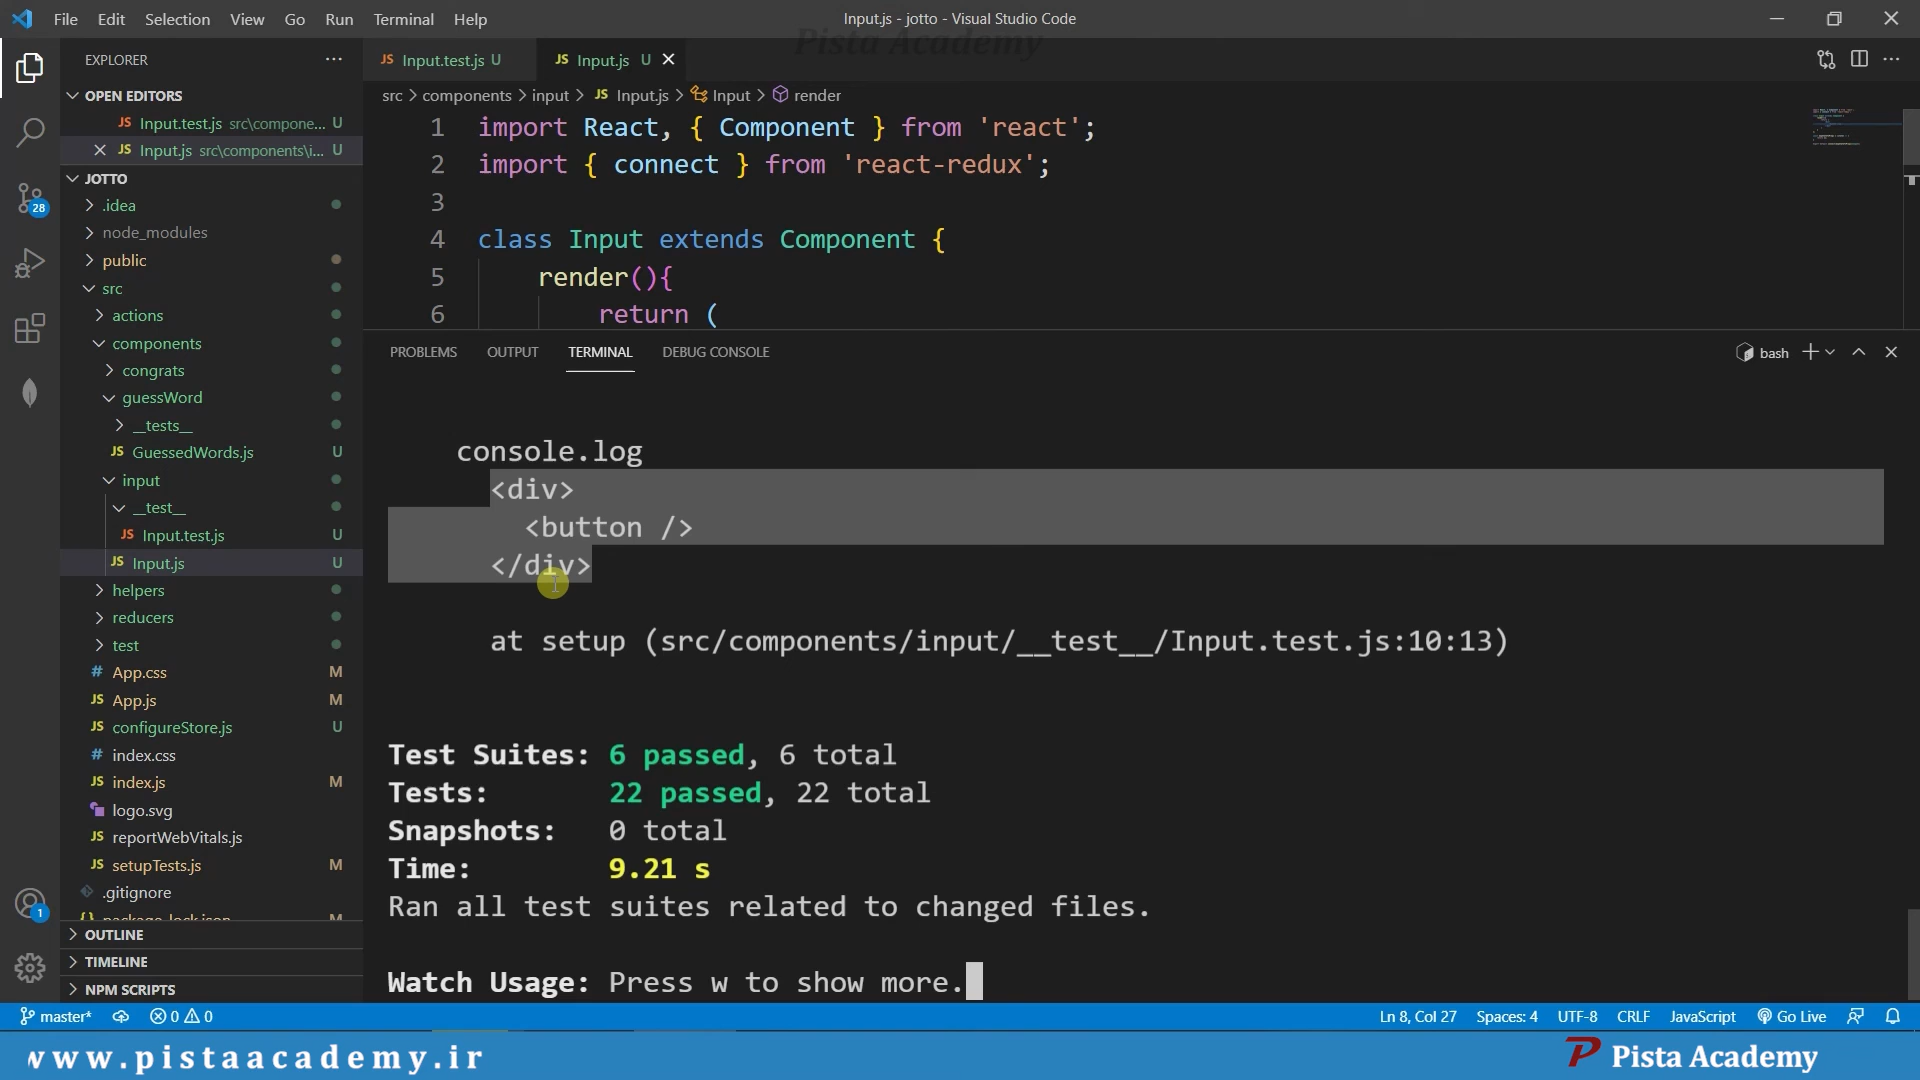 File Edit Selection View Go Run Terminal Help
Input.js - jotto - Visual Studio Code
Pista Academy
EXPLORER
OPEN EDITORS
JS Input.test.js src\compone... U
JS Input.js src\components\i... U
JOTTO
.idea
node_modules
public
src
actions
components
congrats
guessWord
__tests__
JS GuessedWords.js U
input
__test__
JS Input.test.js U
JS Input.js U
helpers
reducers
test
# App.css M
JS App.js M
JS configureStore.js U
# index.css
JS index.js M
logo.svg
JS reportWebVitals.js
JS setupTests.js M
.gitignore
{} package-lock.json M
OUTLINE
TIMELINE
NPM SCRIPTS
28
1
JS Input.test.js U
JS Input.js U
src > components > input > JS Input.js > Input > render
1 import React, { Component } from 'react';
2 import { connect } from 'react-redux';
3
4 class Input extends Component {
5 render(){
6 return (
PROBLEMS OUTPUT TERMINAL DEBUG CONSOLE
bash
console.log
<div>
<button />
</div>
at setup (src/components/input/__test__/Input.test.js:10:13)
Test Suites: 6 passed, 6 total
Tests: 22 passed, 22 total
Snapshots: 0 total
Time: 9.21 s
Ran all test suites related to changed files.
Watch Usage: Press w to show more.
master* 0 0
Ln 8, Col 27 Spaces: 4 UTF-8 CRLF JavaScript Go Live
www.pistaacademy.ir
Pista Academy